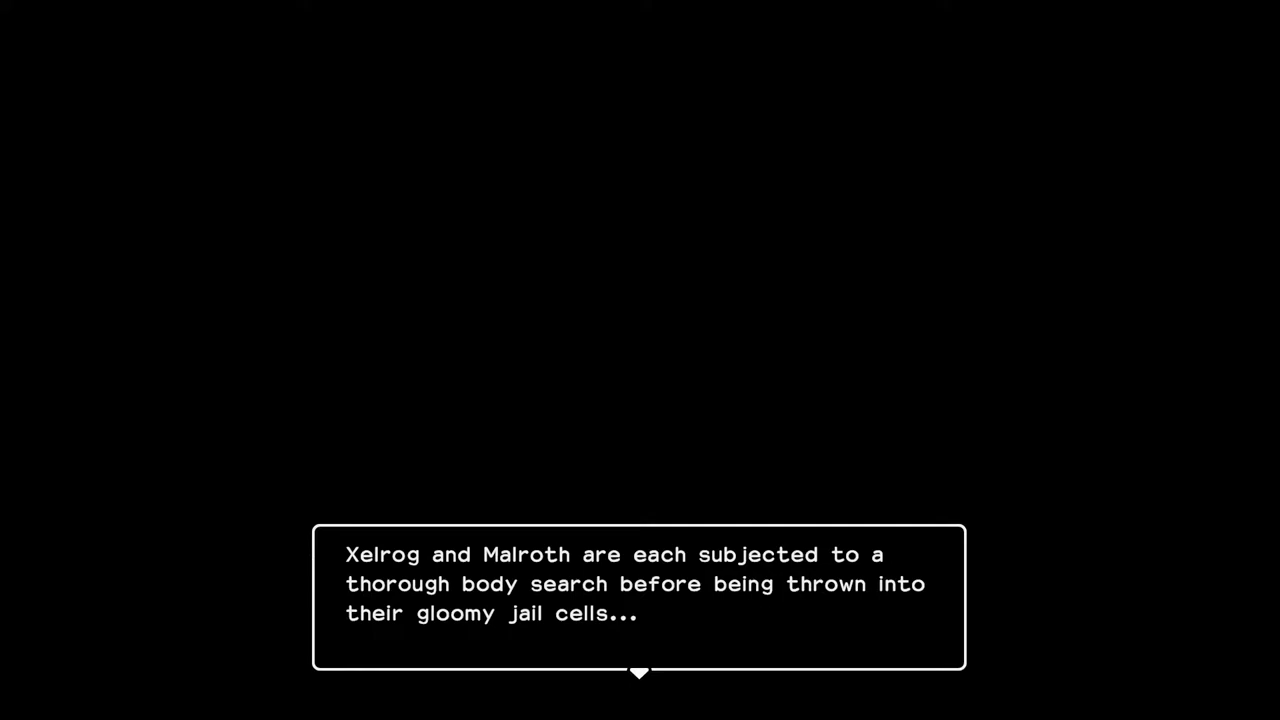 Xelrog and Malroth are each subjected to a
thorough body search before being thrown into
their gloomy jail cells...